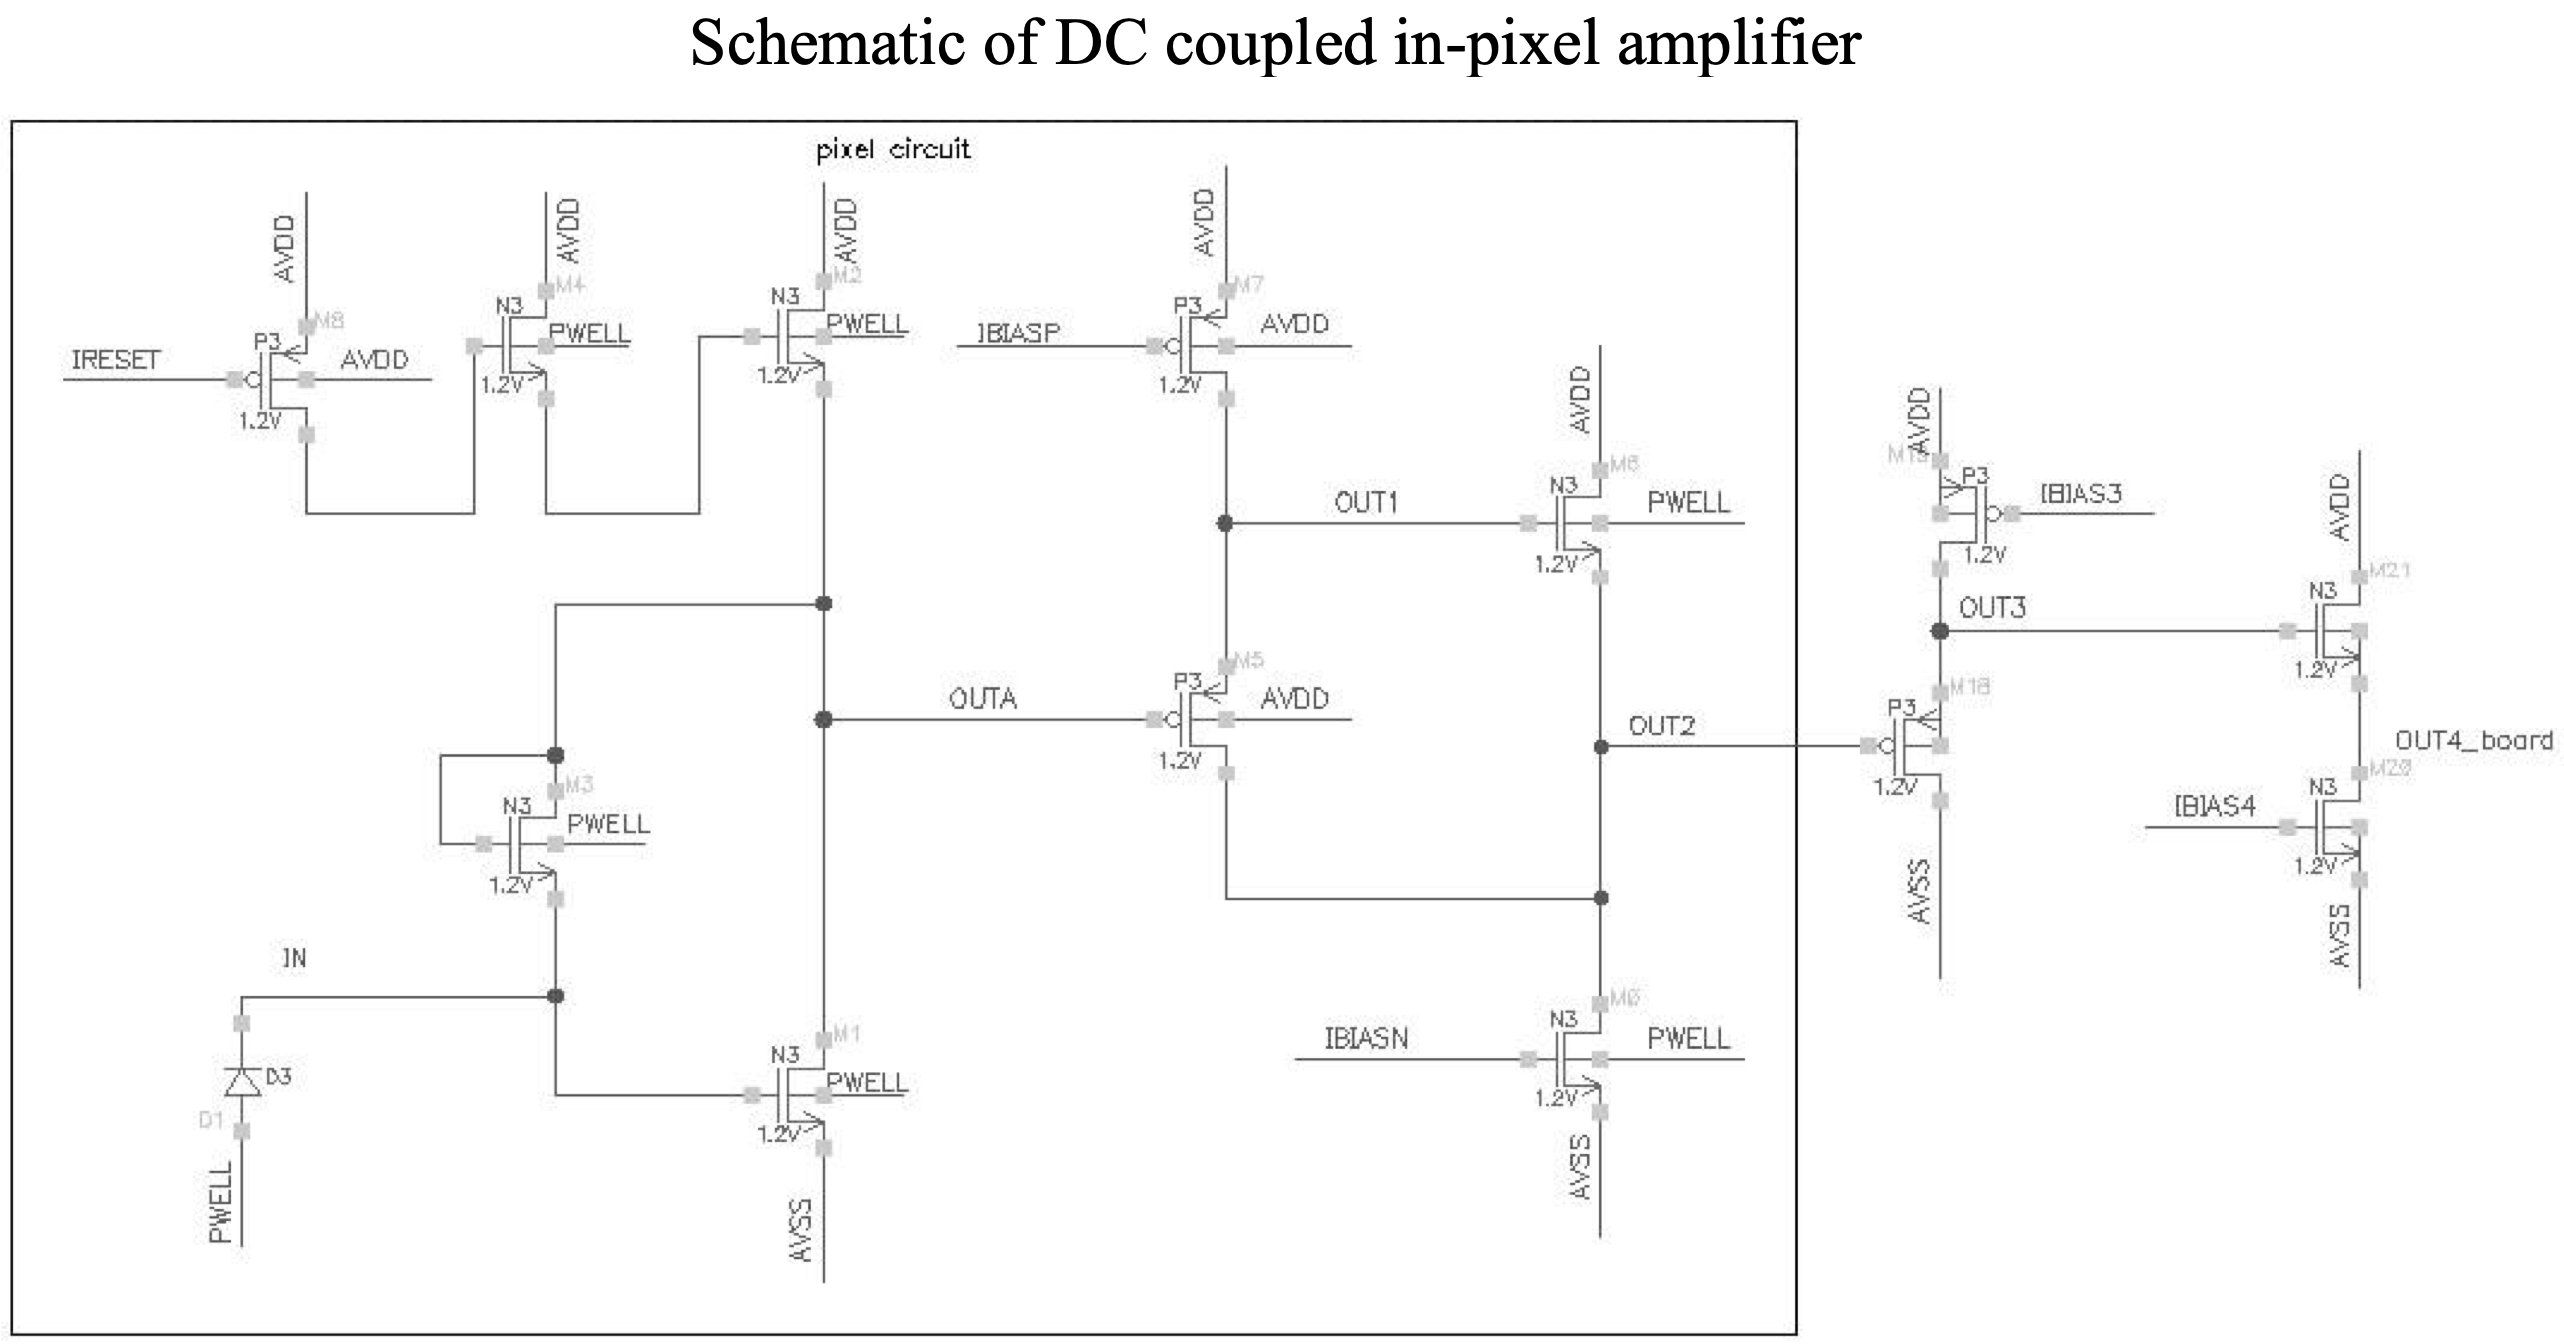 Schematic of DC coupled in-pixel amplifier
pixel circuit
AVDD
M8
P3
IRESET
AVDD
1.2V
AVDD
M4
N3
PWELL
1.2V
AVDD
M2
N3
PWELL
1.2V
AVDD
M7
P3
IBIASP
AVDD
1.2V
OUT1
AVDD
M6
N3
PWELL
1.2V
OUTA
M5
P3
AVDD
1.2V
OUT2
M3
N3
PWELL
1.2V
IN
D3
D1
PWELL
M1
N3
PWELL
1.2V
AVSS
M0
N3
IBIASN
PWELL
1.2V
AVSS
AVDD
P3
IBIAS3
1.2V
OUT3
M18
P3
1.2V
AVSS
AVDD
M21
N3
1.2V
OUT4_board
M20
N3
IBIAS4
1.2V
AVSS